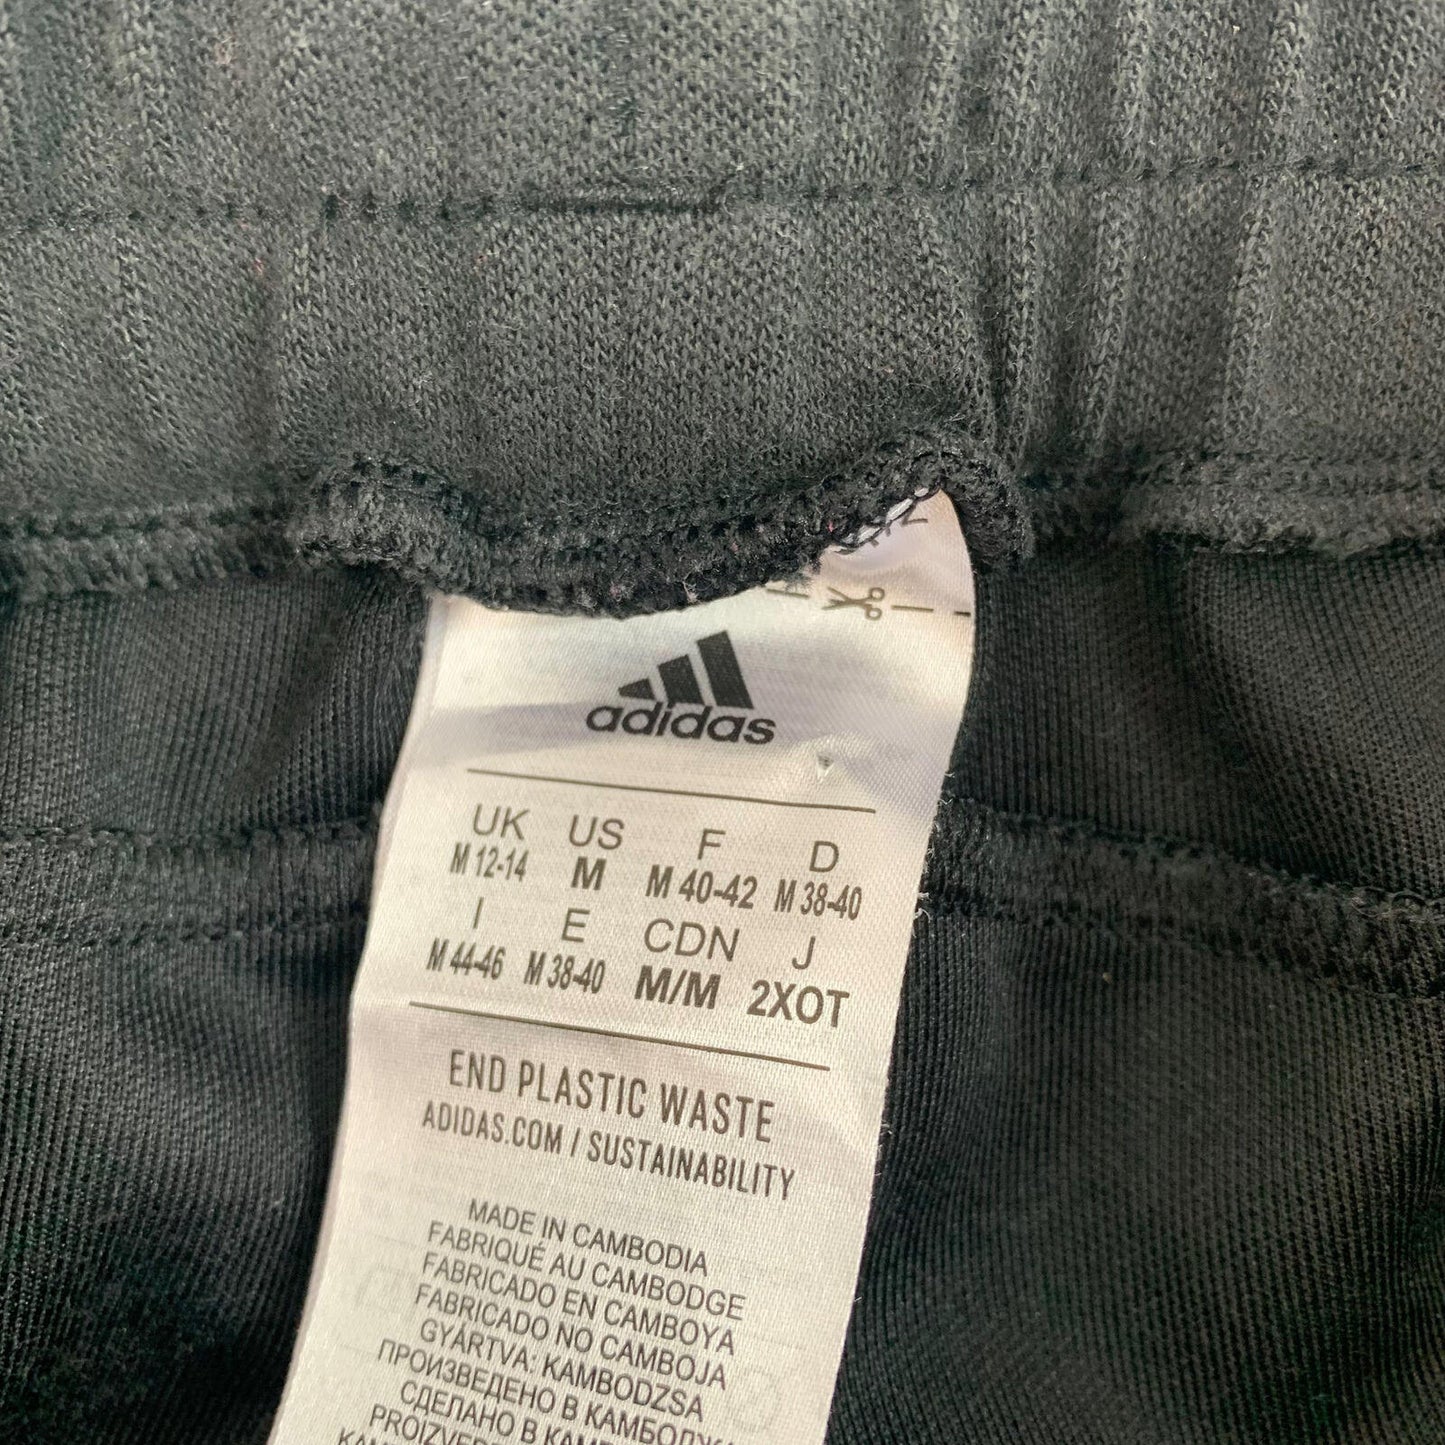 adidas
UK US F D
M 12-14 M M 40-42 M 38-40
I E CDN J
M 44-46 M 38-40 M/M 2XOT
END PLASTIC WASTE
ADIDAS.COM / SUSTAINABILITY
MADE IN CAMBODIA
FABRIQUÉ AU CAMBODGE
FABRICADO EN CAMBOYA
FABRICADO NO CAMBOJA
GYÁRTVA: KAMBODZSA
ПРОИЗВЕДЕНО В КАМБОДЖА
СДЕЛАНО В